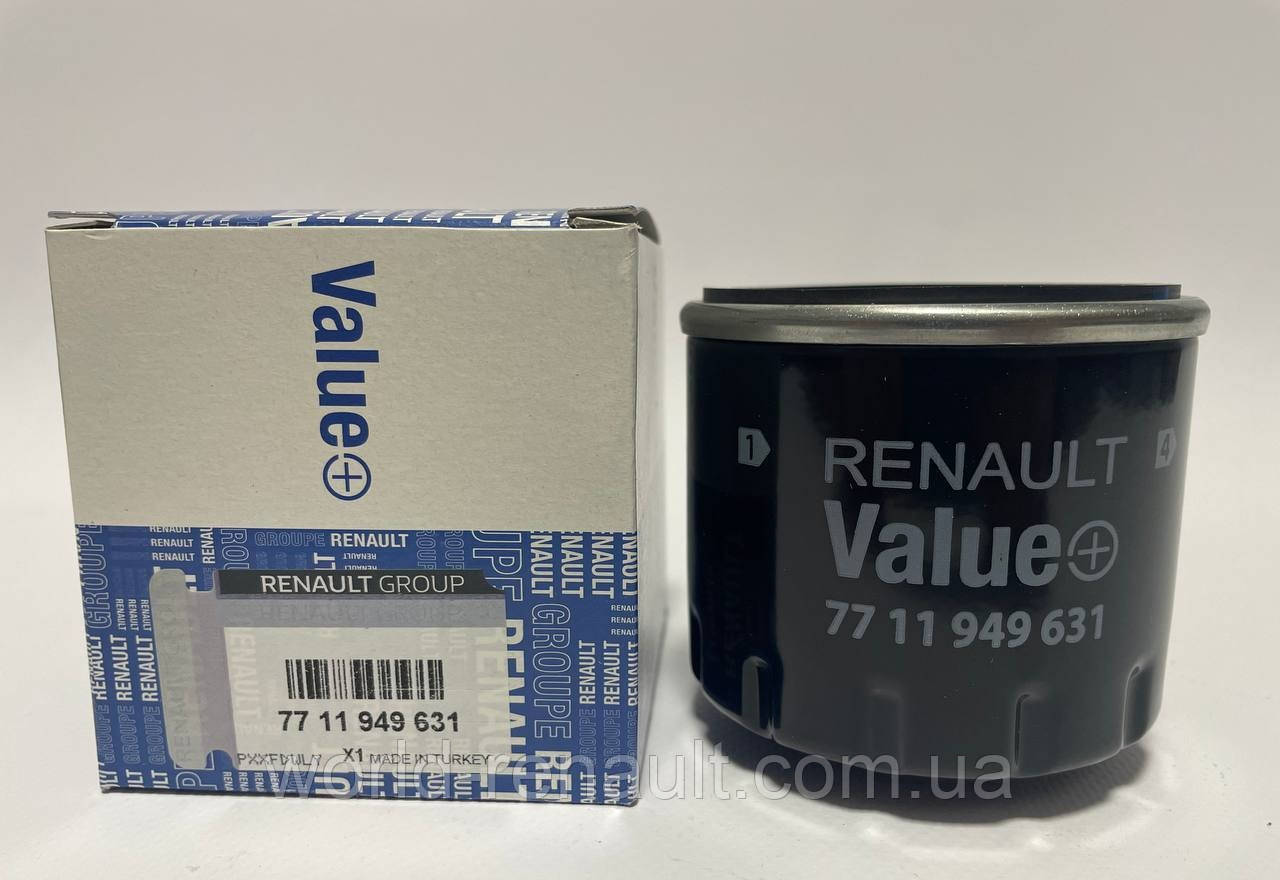 Value+
GROUPE RENAULT
RENAULT GROUP
77 11 949 631
X1 MADE IN TURKEY
1
4
RENAULT
Value+
77 11 949 631
world-renault.com.ua